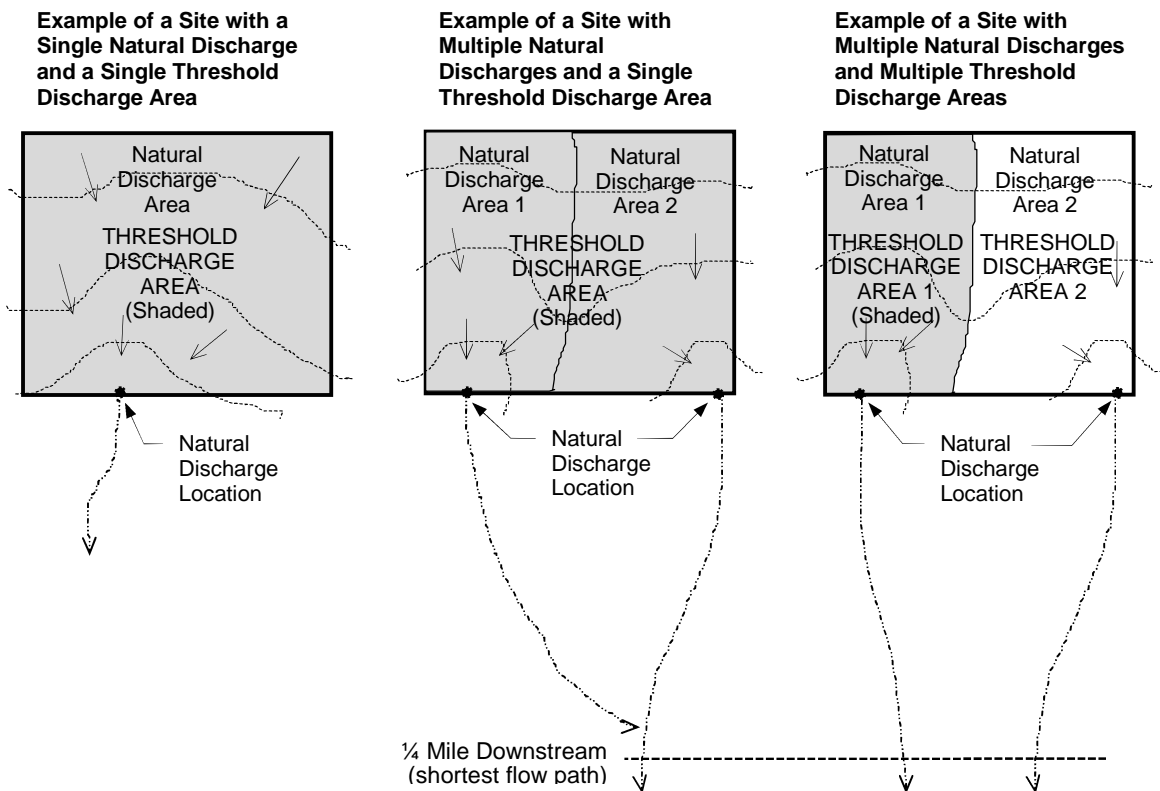 Example of a Site with a
Single Natural Discharge
and a Single Threshold
Discharge Area
Natural
Discharge
Area
THRESHOLD
DISCHARGE
AREA
(Shaded)
Natural
Discharge
Location
Example of a Site with
Multiple Natural
Discharges and a Single
Threshold Discharge Area
Natural
Discharge
Area 1
Natural
Discharge
Area 2
THRESHOLD
DISCHARGE
AREA
(Shaded)
Natural
Discharge
Location
Example of a Site with
Multiple Natural Discharges
and Multiple Threshold
Discharge Areas
Natural
Discharge
Area 1
Natural
Discharge
Area 2
THRESHOLD
DISCHARGE
AREA 1
(Shaded)
THRESHOLD
DISCHARGE
AREA 2
Natural
Discharge
Location
¼ Mile Downstream
(shortest flow path)